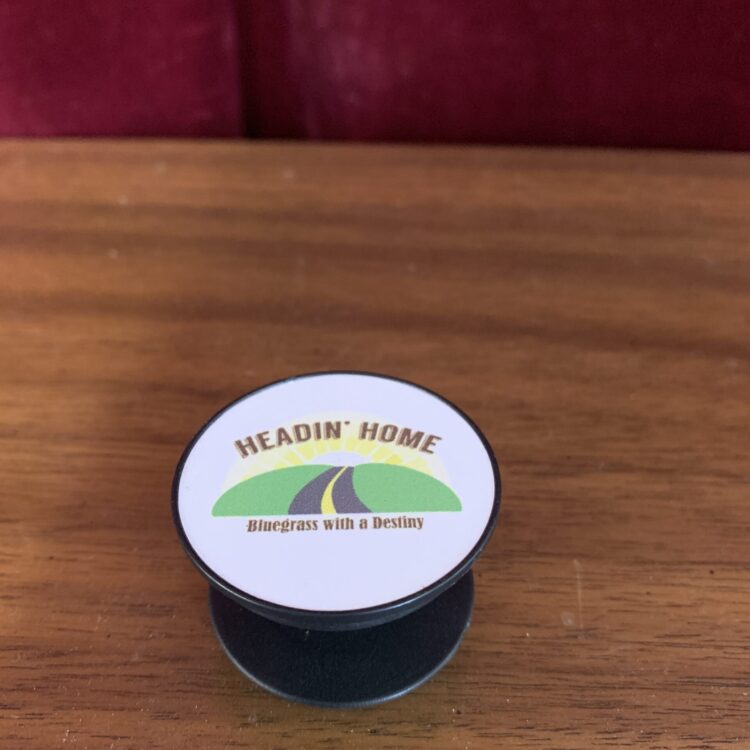 HEADIN' HOME
Bluegrass with a Destiny